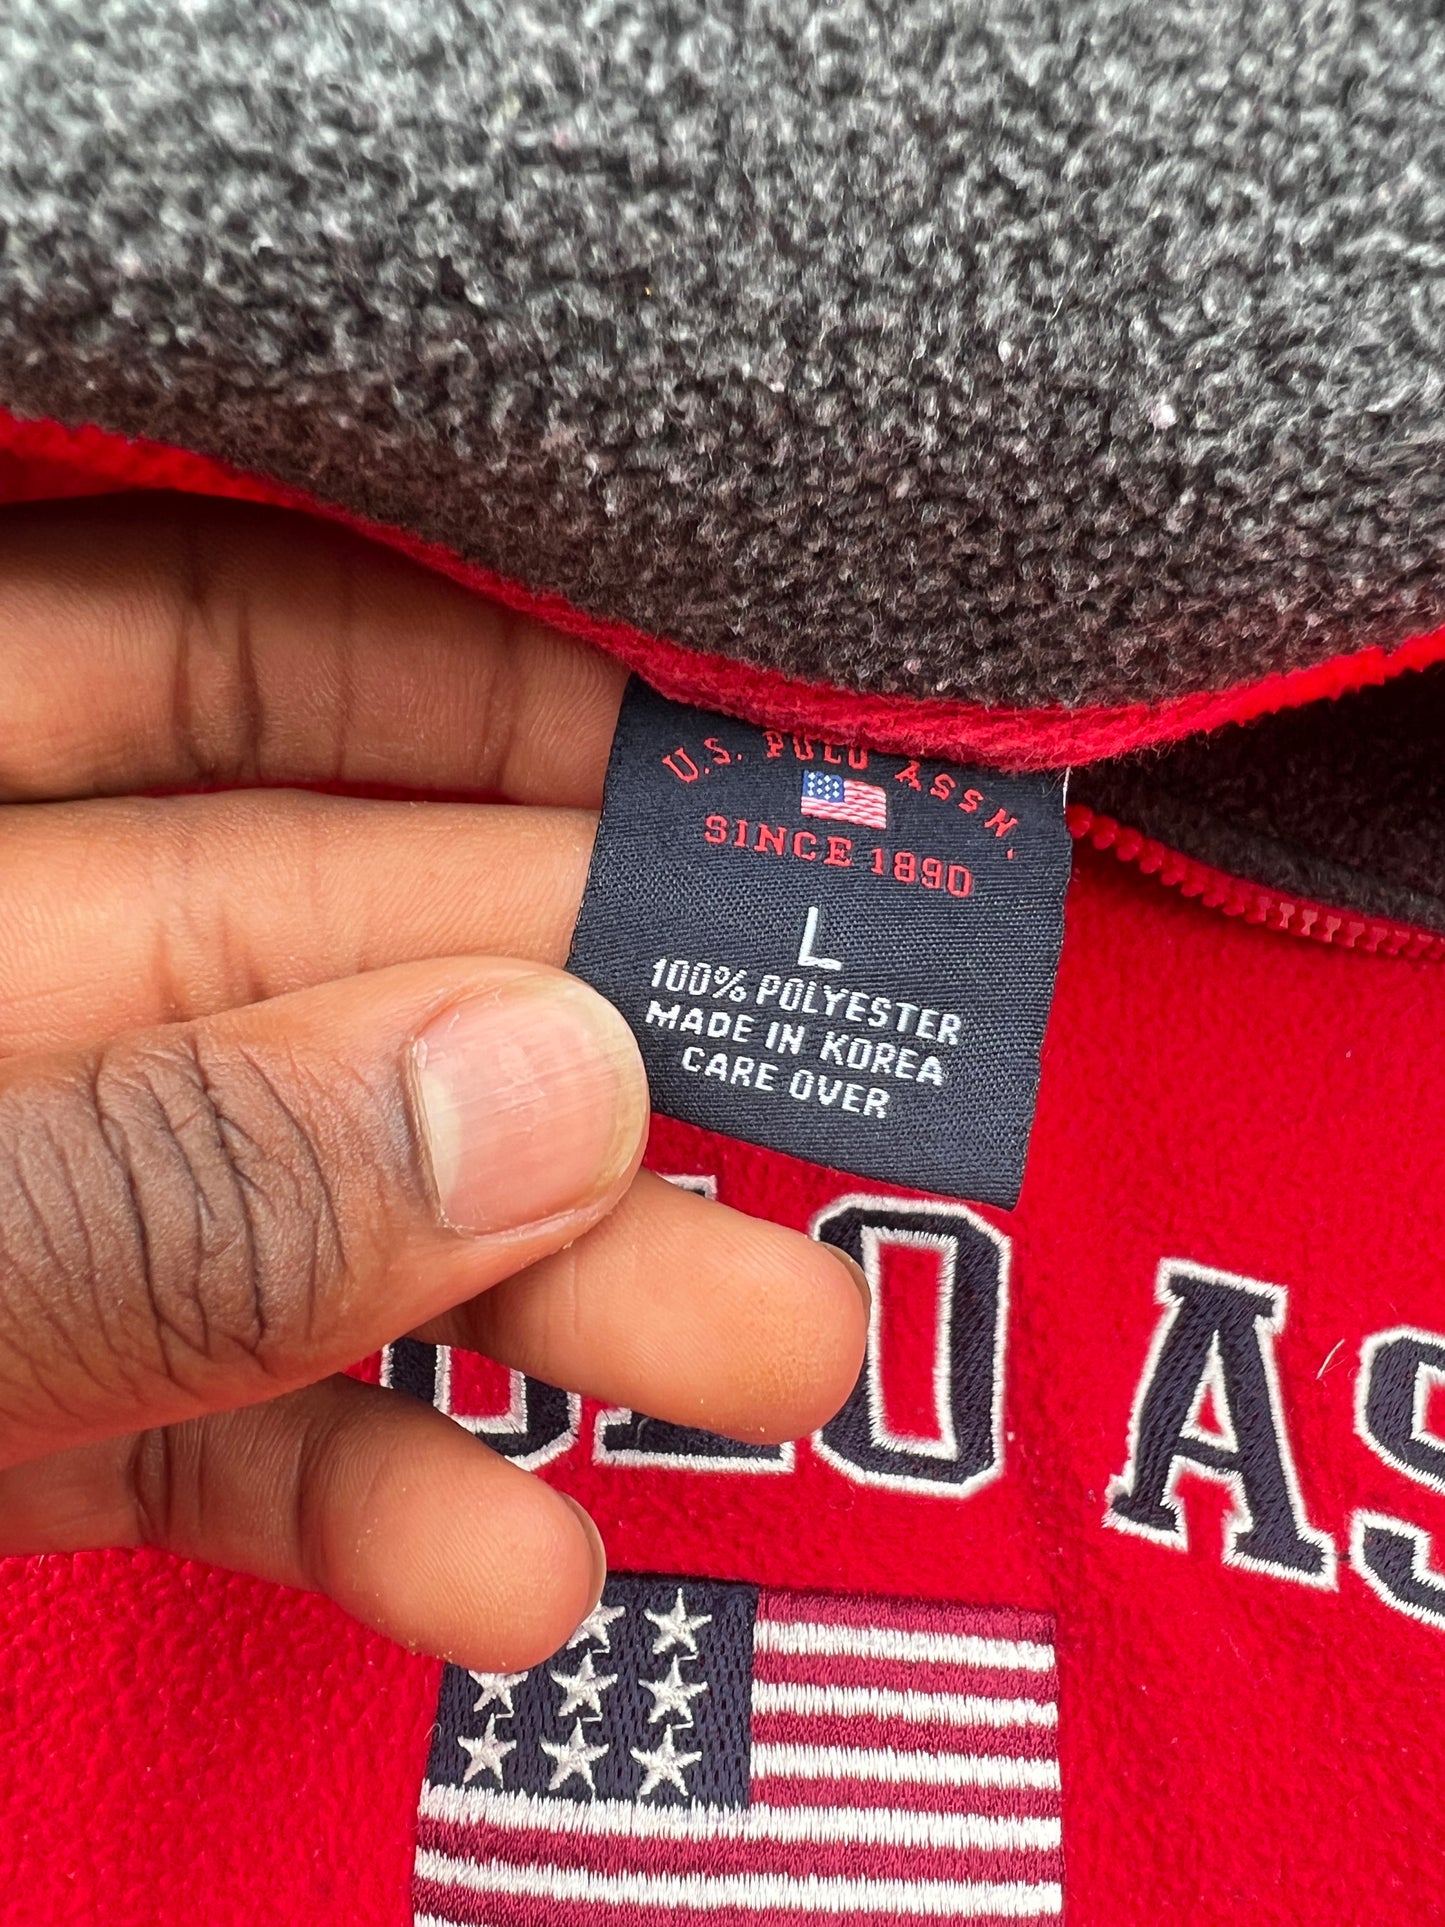 U.S. POLO ASSN.
SINCE 1890
L
100% POLYESTER
MADE IN KOREA
CARE OVER